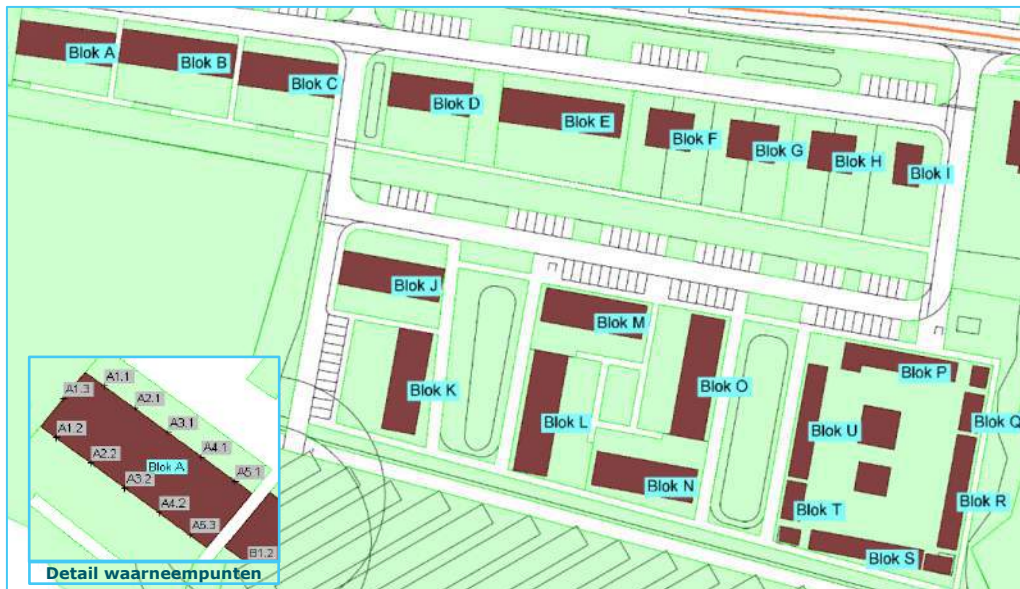 Blok A
Blok B
Blok C
Blok D
Blok E
Blok F
Blok G
Blok H
Blok I
Blok J
Blok K
Blok L
Blok M
Blok N
Blok O
Blok P
Blok Q
Blok R
Blok S
Blok T
Blok U
A1.1
A1.3
A2.1
A3.1
A1.2
A4.1
A2.2
Blok A
A5.1
A3.2
A4.2
A5.3
B1.2
Detail waarneempunten